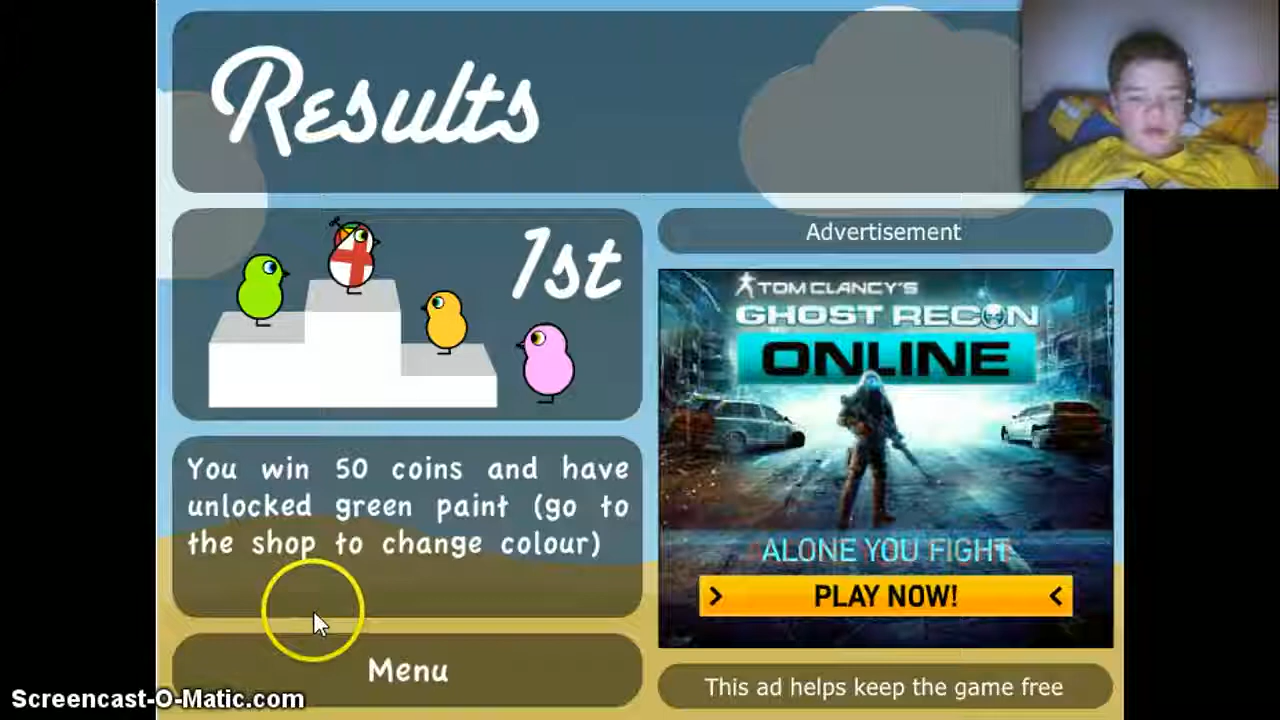 Results
1st
You win 50 coins and have
unlocked green paint (go to
the shop to change colour)
Menu
Advertisement
TOM CLANCY'S
GHOST RECON
ONLINE
ALONE YOU FIGHT
PLAY NOW!
This ad helps keep the game free
Screencast-O-Matic.com